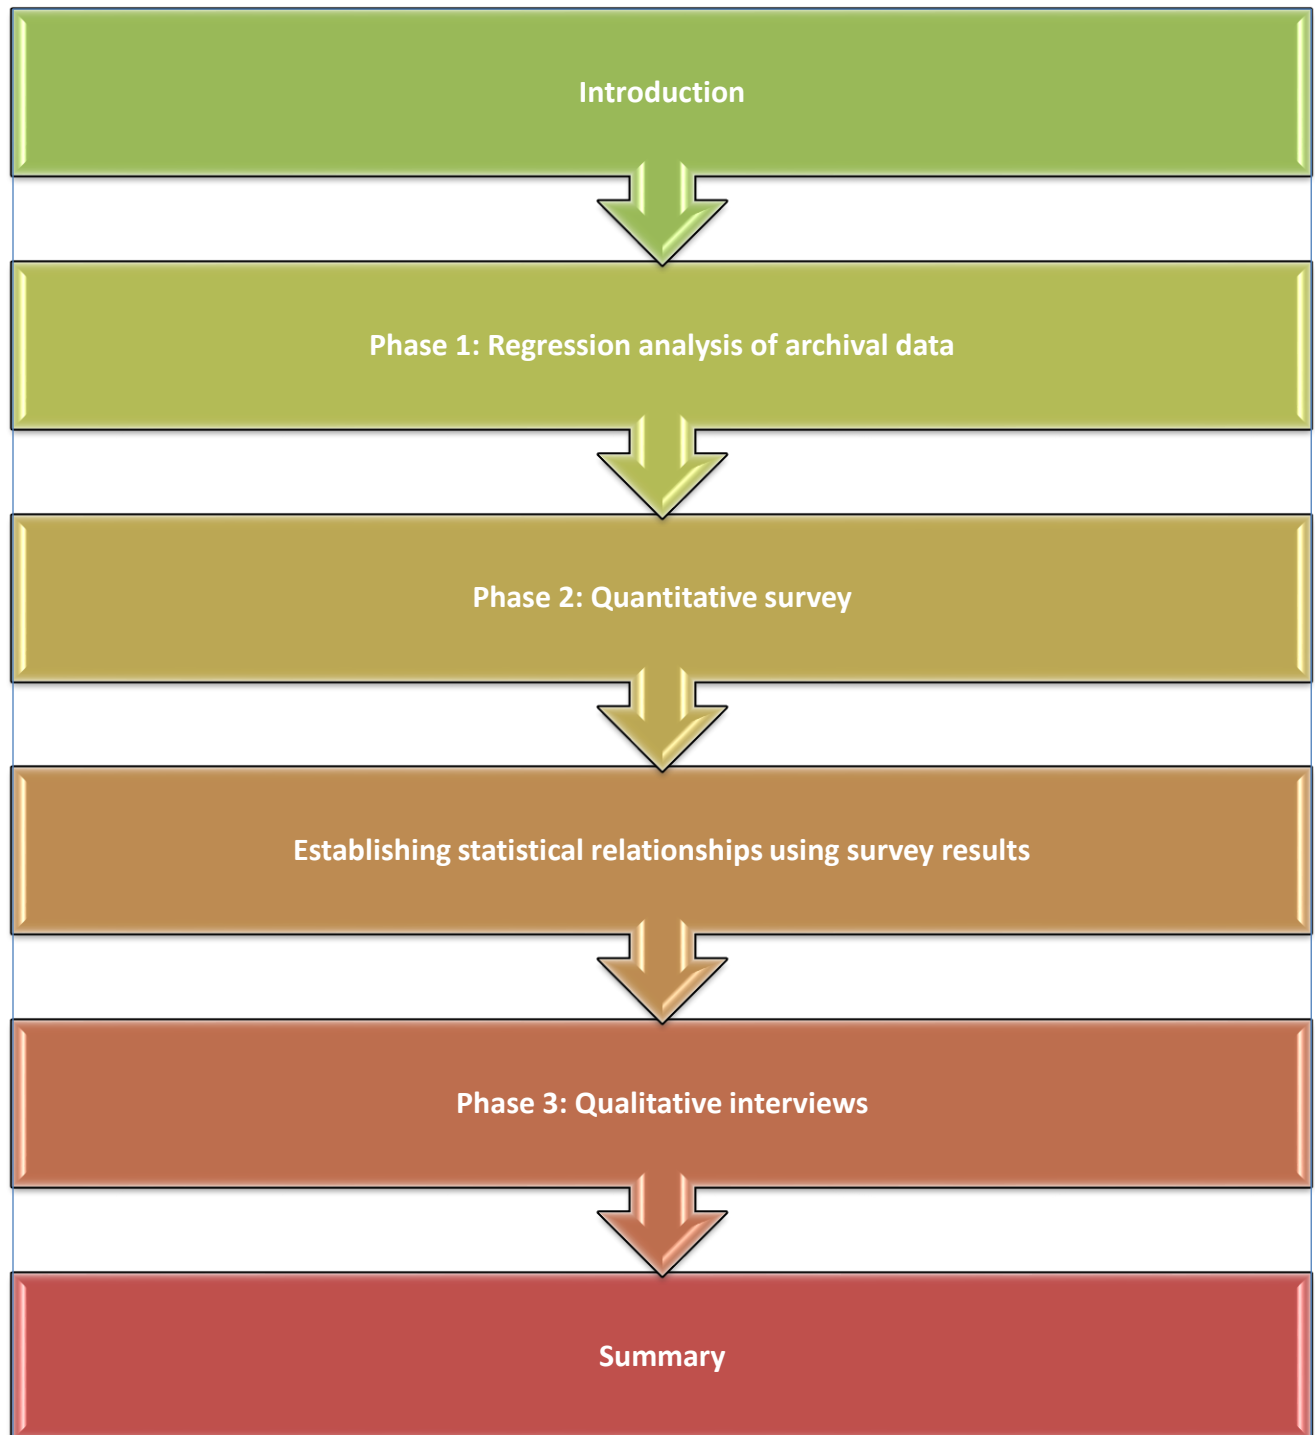 Introduction
Phase 1: Regression analysis of archival data
Phase 2: Quantitative survey
Establishing statistical relationships using survey results
Phase 3: Qualitative interviews
Summary